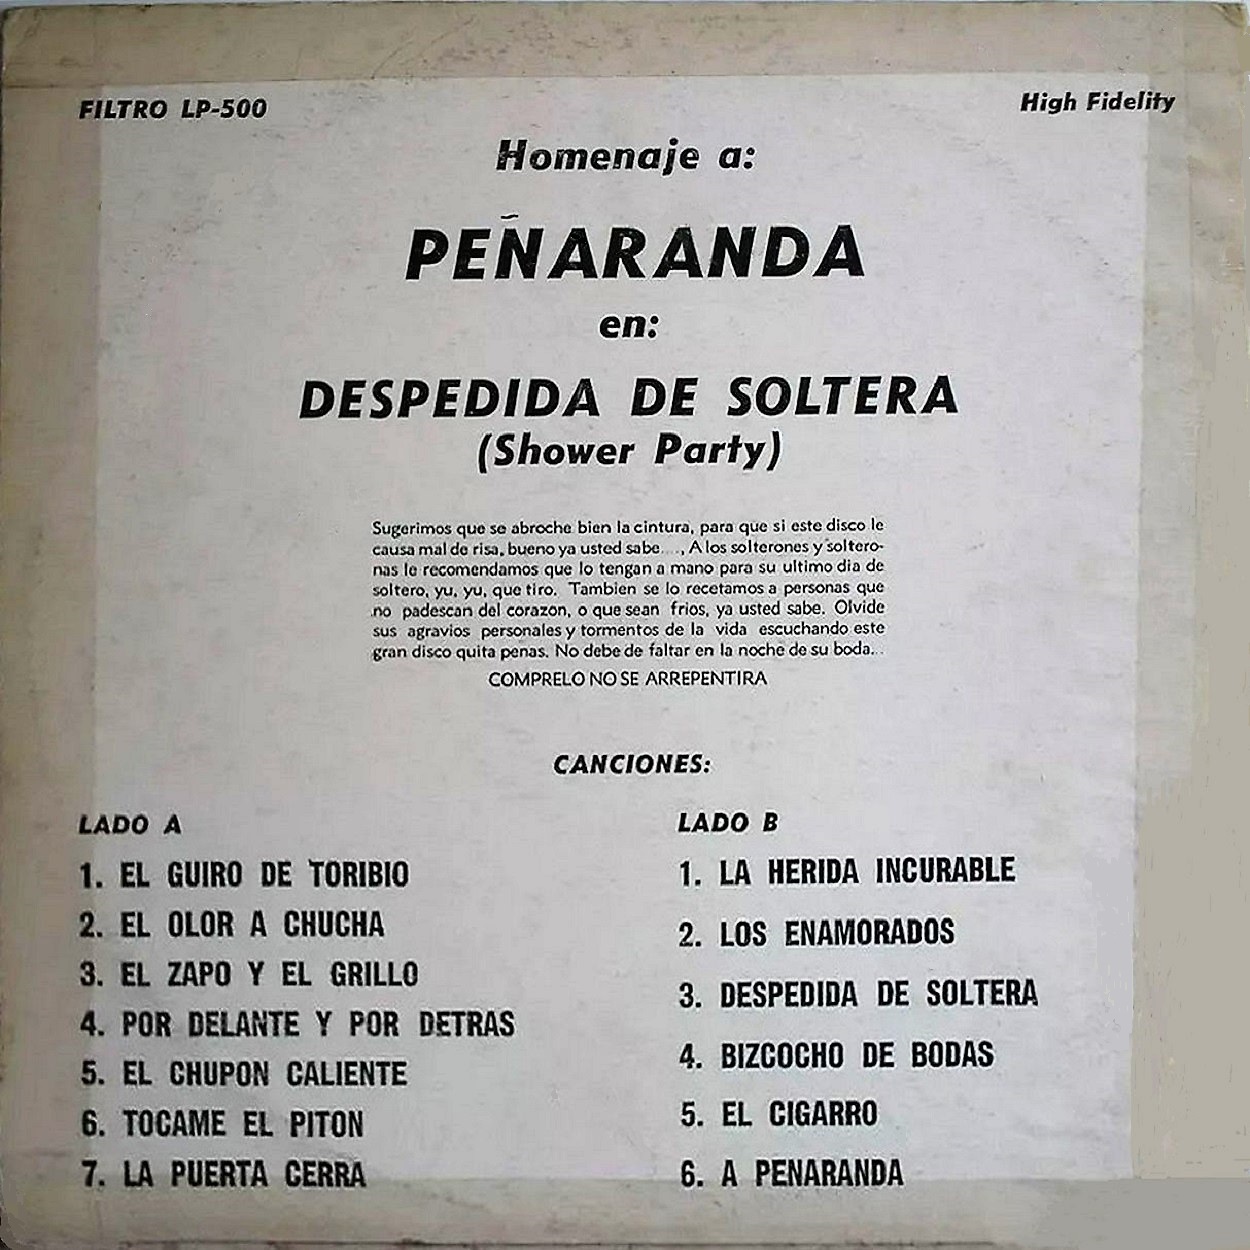 FILTRO LP-500
High Fidelity
Homenaje a:
PEÑARANDA
en:
DESPEDIDA DE SOLTERA
(Shower Party)
Sugerimos que se abroche bien la cintura, para que si este disco le
causa mal de risa, bueno ya usted sabe...., A los solterones y soltero-
nas le recomendamos que lo tengan a mano para su ultimo dia de
soltero, yu, yu, que tiro. Tambien se lo recetamos a personas que
no padescan del corazon, o que sean frios, ya usted sabe. Olvide
sus agravios personales y tormentos de la vida escuchando este
gran disco quita penas. No debe de faltar en la noche de su boda...
COMPRELO NO SE ARREPENTIRA
CANCIONES:
LADO A
1. EL GUIRO DE TORIBIO
2. EL OLOR A CHUCHA
3. EL ZAPO Y EL GRILLO
4. POR DELANTE Y POR DETRAS
5. EL CHUPON CALIENTE
6. TOCAME EL PITON
7. LA PUERTA CERRA
LADO B
1. LA HERIDA INCURABLE
2. LOS ENAMORADOS
3. DESPEDIDA DE SOLTERA
4. BIZCOCHO DE BODAS
5. EL CIGARRO
6. A PENARANDA